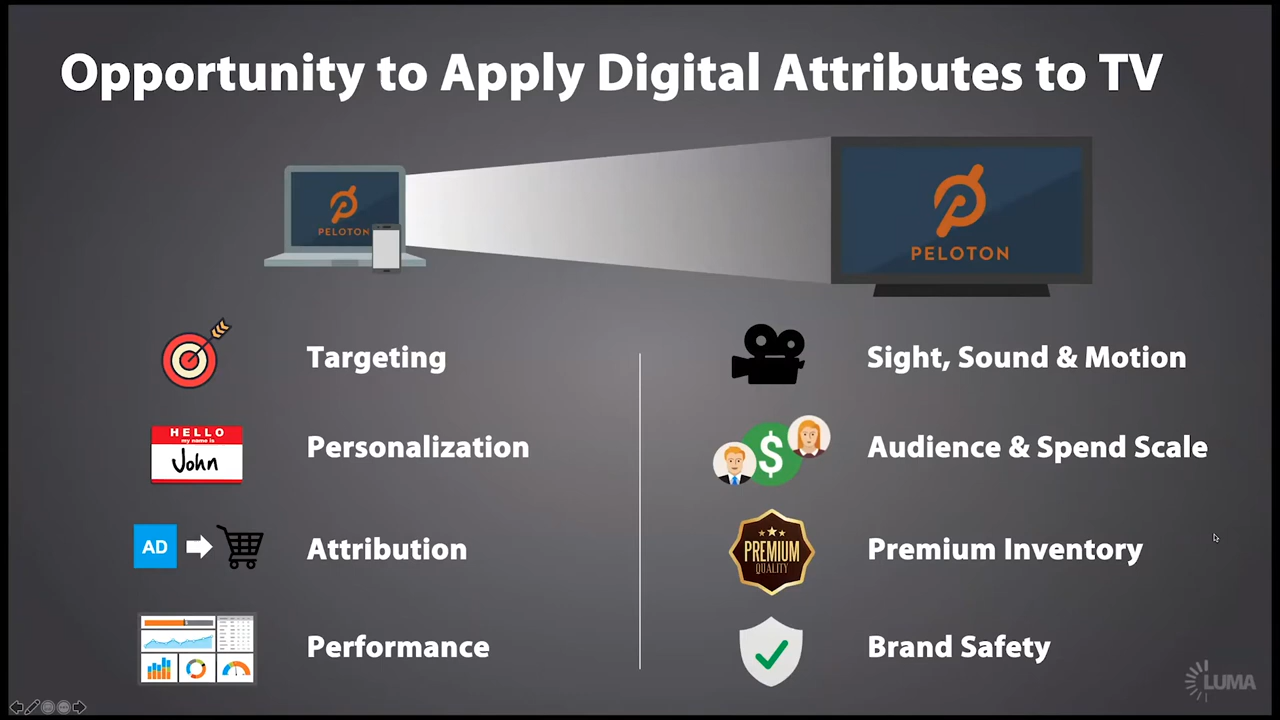 Opportunity to Apply Digital Attributes to TV
PELOTON
PELOTON
Targeting
HELLO
my name is
John
Personalization
AD
Attribution
Performance
Sight, Sound & Motion
$
Audience & Spend Scale
PREMIUM
QUALITY
Premium Inventory
Brand Safety
LUMA